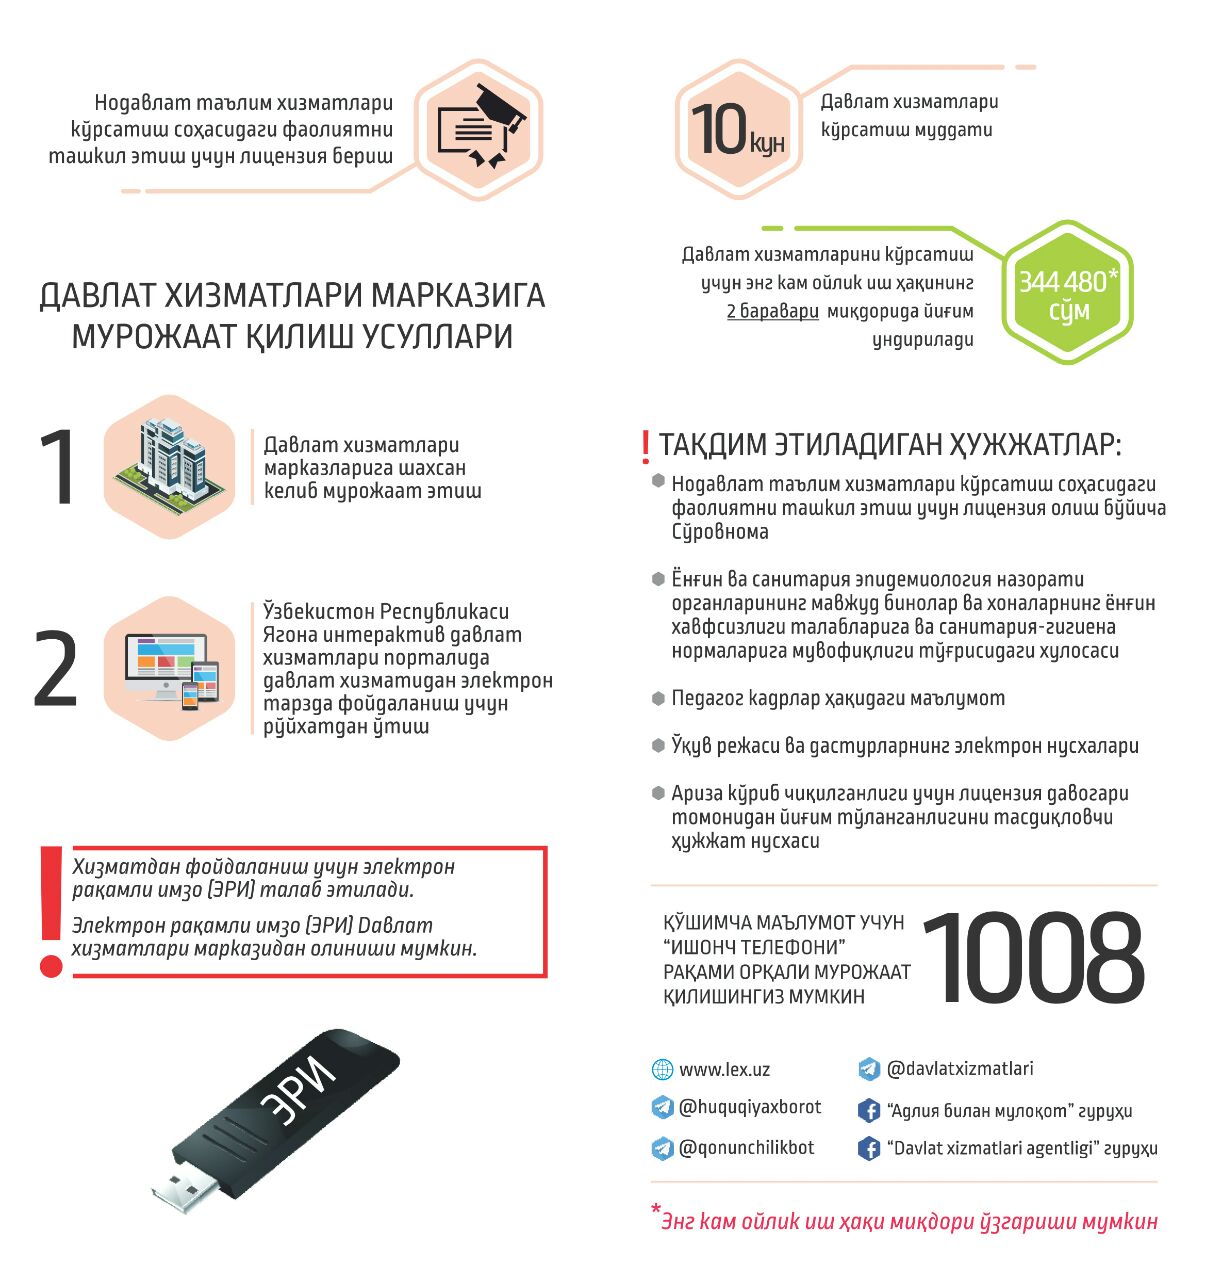 Нодавлат таълим хизматлари
кўрсатиш соҳасидаги фаолиятни
ташкил этиш учун лицензия бериш
ДАВЛАТ ХИЗМАТЛАРИ МАРКАЗИГА
МУРОЖААТ ҚИЛИШ УСУЛЛАРИ
1
Давлат хизматлари
марказларига шахсан
келиб мурожаат этиш
2
Ўзбекистон Республикаси
Ягона интерактив давлат
хизматлари порталида
давлат хизматидан электрон
тарзда фойдаланиш учун
рўйхатдан ўтиш
!
Хизматдан фойдаланиш учун электрон
рақамли имзо (ЭРИ) талаб этилади.
Электрон рақамли имзо (ЭРИ) Давлат
хизматлари марказидан олиниши мумкин.
ЭРИ
10 кун
Давлат хизматлари
кўрсатиш муддати
Давлат хизматларини кўрсатиш
учун энг кам ойлик иш ҳақининг
2 баравари миқдорида йиғим
ундирилади
344 480*
сўм
! ТАҚДИМ ЭТИЛАДИГАН ҲУЖЖАТЛАР:
Нодавлат таълим хизматлари кўрсатиш соҳасидаги
фаолиятни ташкил этиш учун лицензия олиш бўйича
Сўровнома
Ёнғин ва санитария эпидемиология назорати
органларининг мавжуд бинолар ва хоналарнинг ёнғин
хавфсизлиги талабларига ва санитария-гигиена
нормаларига мувофиқлиги тўғрисидаги хулосаси
Педагог кадрлар ҳақидаги маълумот
Ўқув режаси ва дастурларнинг электрон нусхалари
Ариза кўриб чиқилганлиги учун лицензия давогари
томонидан йиғим тўланганлигини тасдиқловчи
ҳужжат нусхаси
ҚЎШИМЧА МАЪЛУМОТ УЧУН
“ИШОНЧ ТЕЛЕФОНИ”
РАҚАМИ ОРҚАЛИ МУРОЖААТ
ҚИЛИШИНГИЗ МУМКИН
1008
www.lex.uz
@huquqiyaxborot
@qonunchilikbot
@davlatxizmatlari
“Адлия билан мулоқот” гуруҳи
“Davlat xizmatlari agentligi” гуруҳи
*Энг кам ойлик иш ҳақи миқдори ўзгариши мумкин